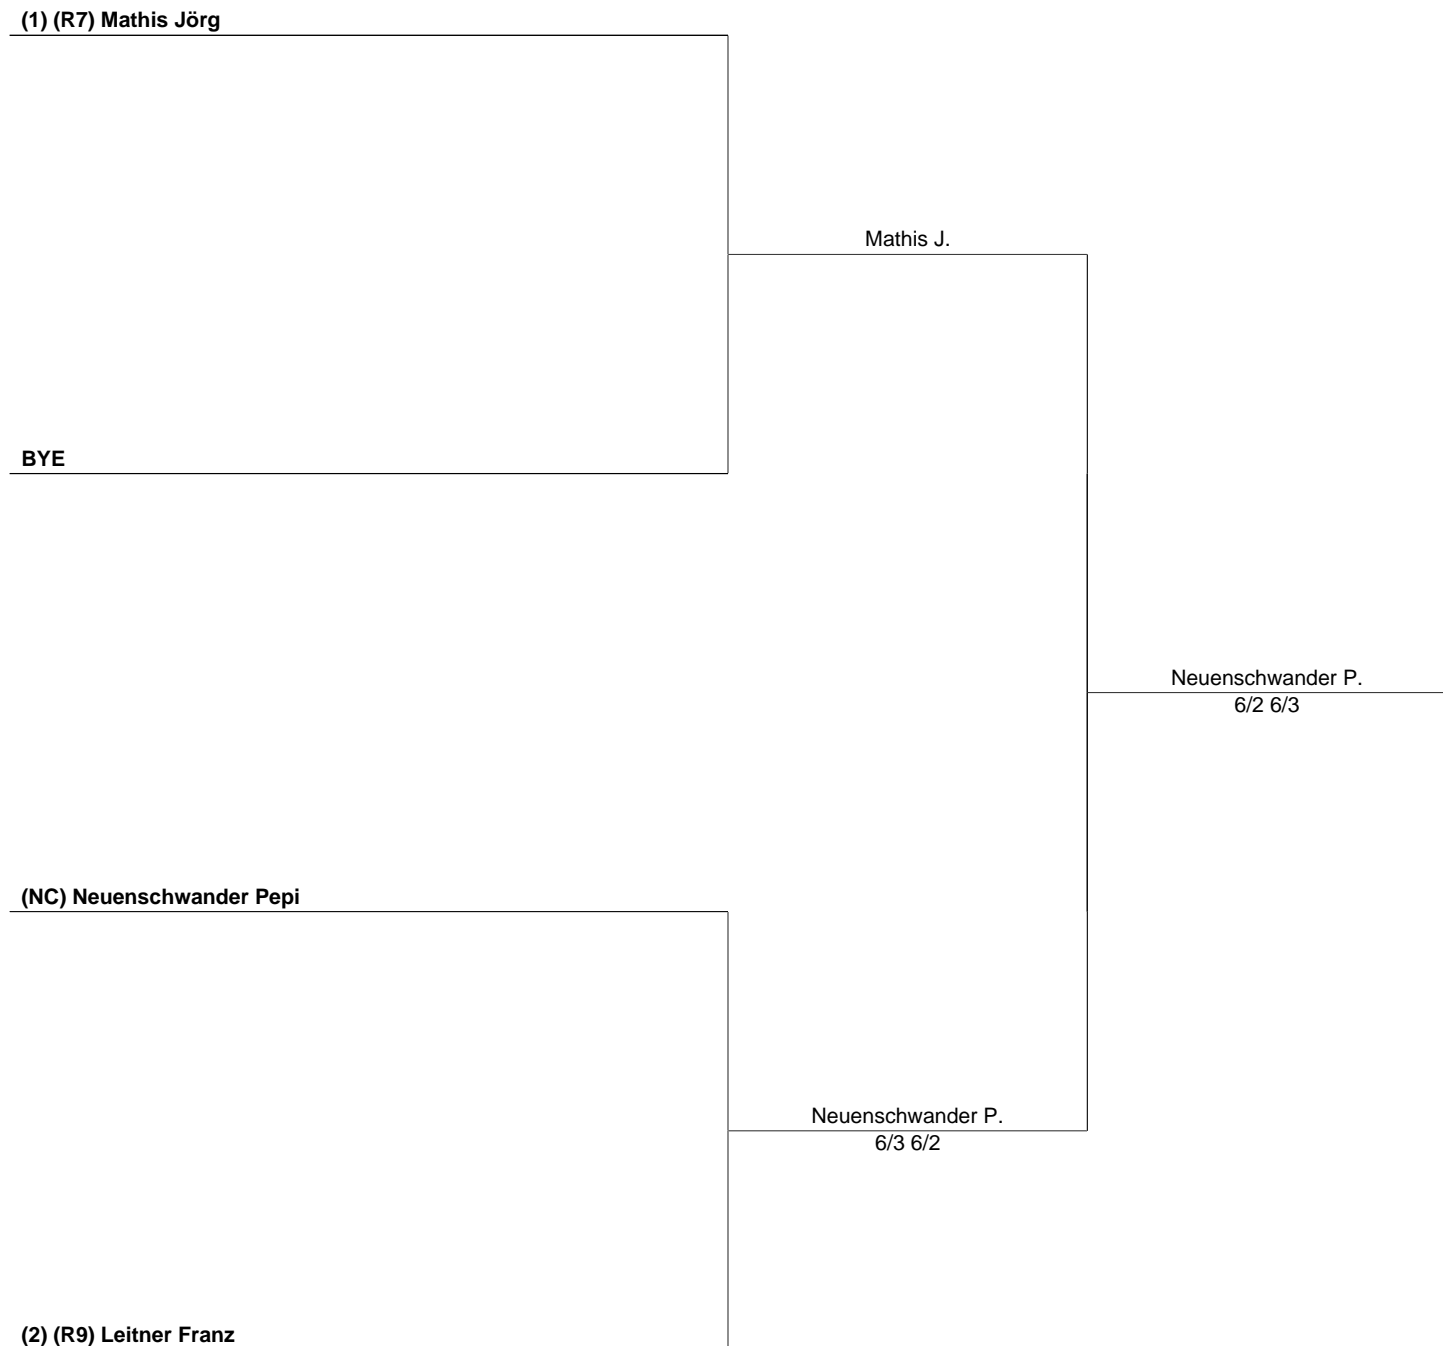 (1) (R7) Mathis Jörg
Mathis J.
BYE
Neuenschwander P.
6/2 6/3
(NC) Neuenschwander Pepi
Neuenschwander P.
6/3 6/2
(2) (R9) Leitner Franz